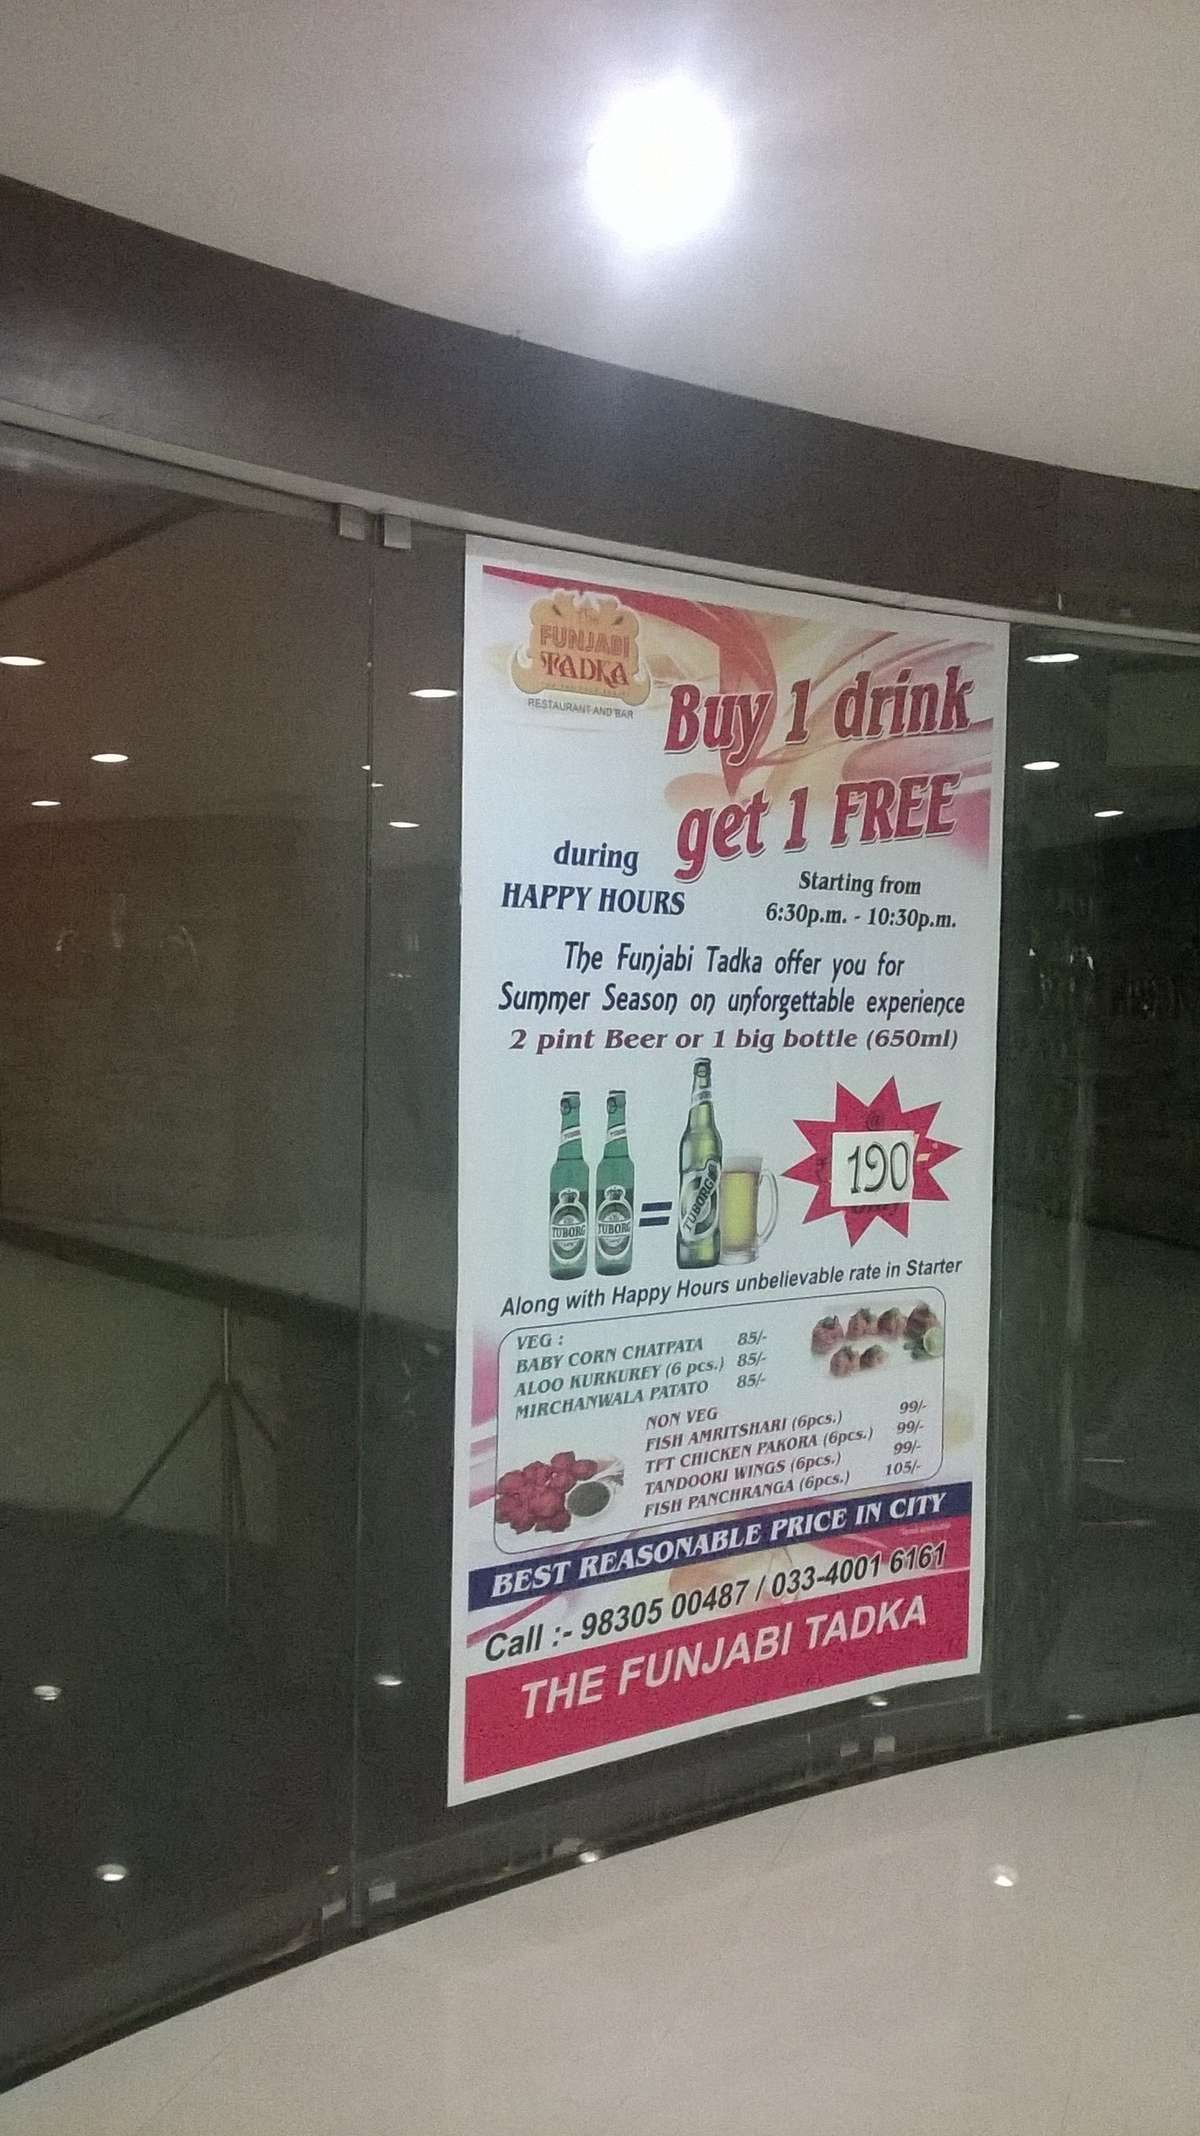 The
FUNJABI
TADKA
RESTAURANT AND BAR
Buy 1 drink
get 1 FREE
during
HAPPY HOURS
Starting from
6:30p.m. - 10:30p.m.
The Funjabi Tadka offer you for
Summer Season on unforgettable experience
2 pint Beer or 1 big bottle (650ml)
TUBORG TUBORG = TUBORG
@
190/-
only
Along with Happy Hours unbelievable rate in Starter
VEG :
BABY CORN CHATPATA 85/-
ALOO KURKUREY (6 pcs.) 85/-
MIRCHANWALA PATATO 85/-
NON VEG
FISH AMRITSHARI (6pcs.) 99/-
TFT CHICKEN PAKORA (6pcs.) 99/-
TANDOORI WINGS (6pcs.) 99/-
FISH PANCHRANGA (6pcs.) 105/-
BEST REASONABLE PRICE IN CITY
Call :- 98305 00487 / 033-4001 6161
THE FUNJABI TADKA